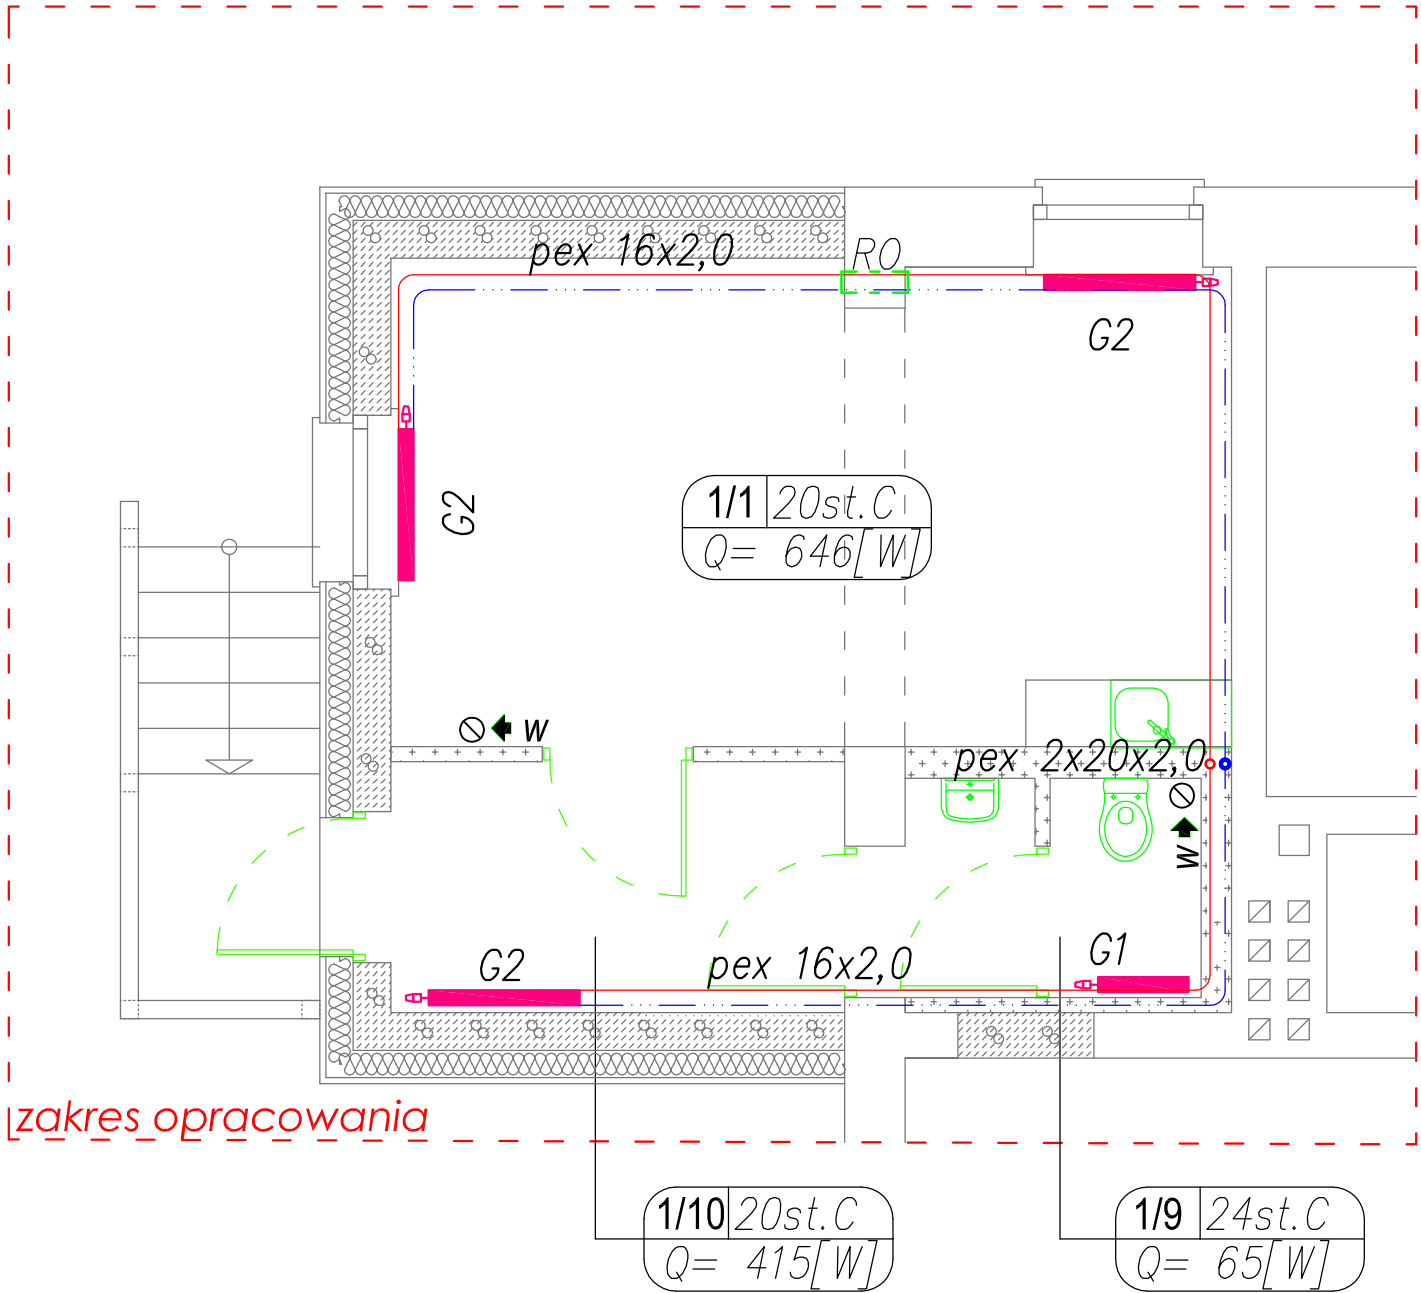 pex 16x2,0
RO
G2
G2
1/1 20st.C
Q= 646[W]
w
pex 2x20x2,0
w
G2
pex 16x2,0
G1
zakres opracowania
1/10 20st.C
Q= 415[W]
1/9 24st.C
Q= 65[W]